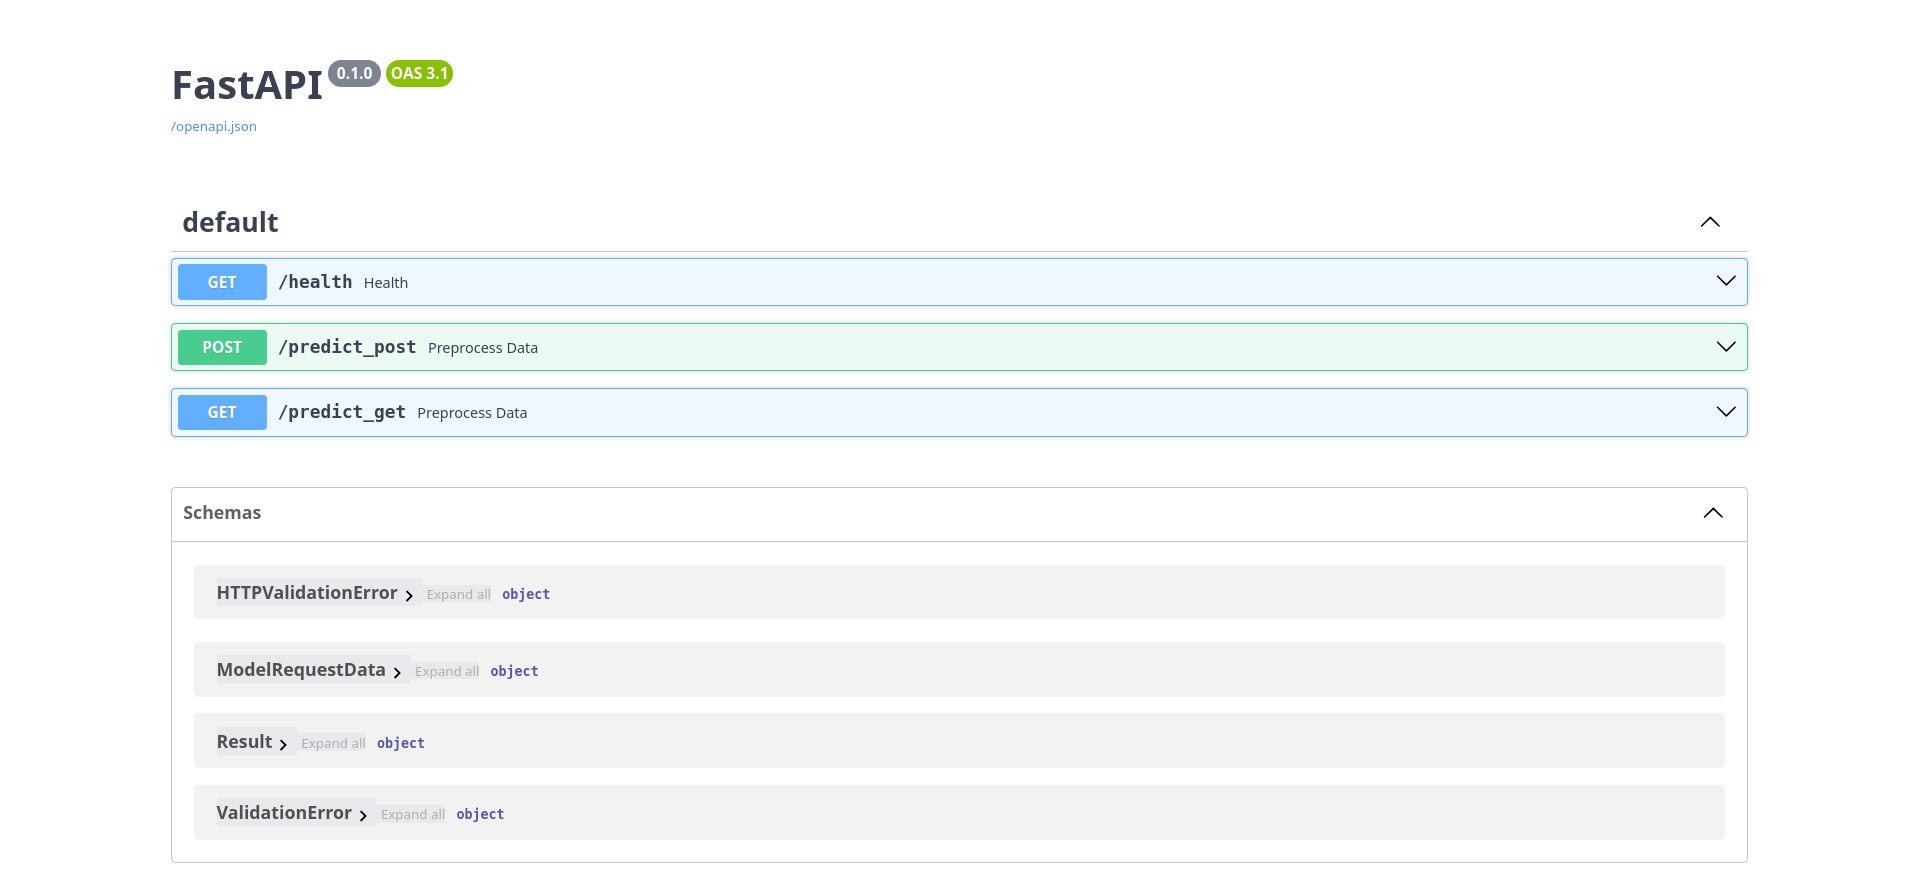 FastAPI 0.1.0 OAS 3.1
/openapi.json
default
GET /health Health
POST /predict_post Preprocess Data
GET /predict_get Preprocess Data
Schemas
HTTPValidationError Expand all object
ModelRequestData Expand all object
Result Expand all object
ValidationError Expand all object